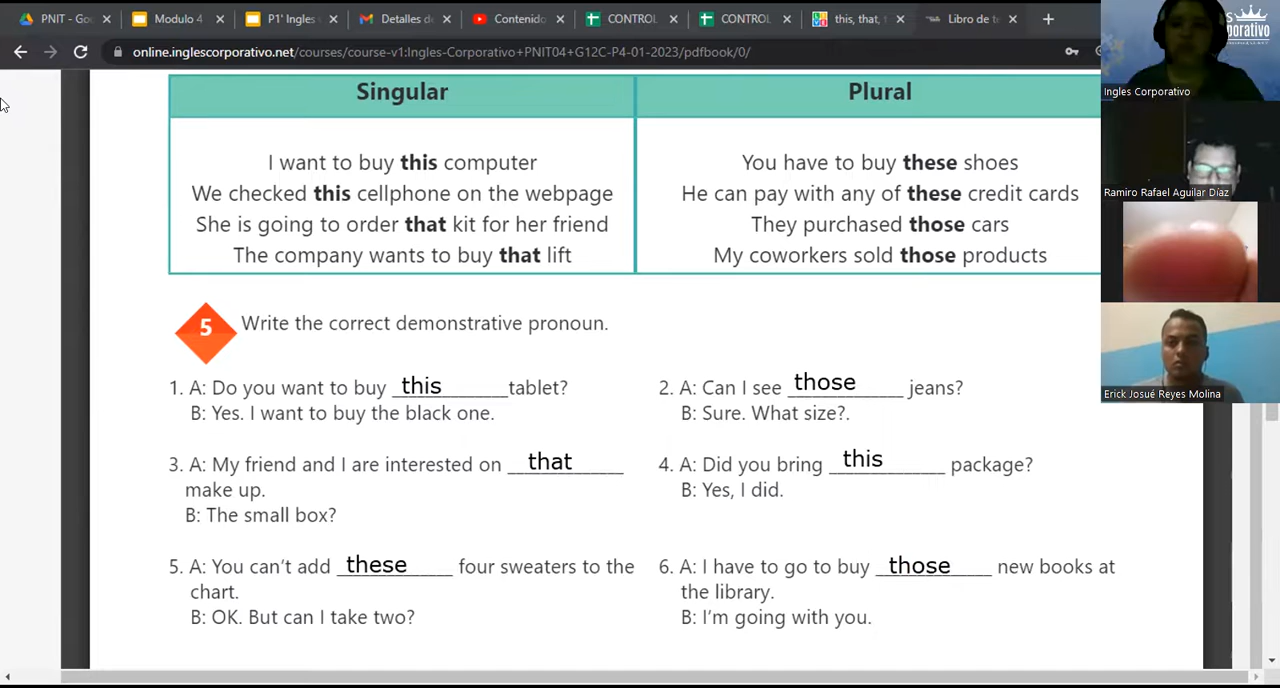 PNIT - Goo
Modulo 4
P1' Ingles
Detalles de
Contenido
CONTROL
CONTROL
this, that, t
Libro de te
online.inglescorporativo.net/courses/course-v1:Ingles-Corporativo+PNIT04+G12C-P4-01-2023/pdfbook/0/
Ingles Corporativo
Ramiro Rafael Aguilar Díaz
Erick Josué Reyes Molina
Singular
Plural
I want to buy this computer
We checked this cellphone on the webpage
She is going to order that kit for her friend
The company wants to buy that lift
You have to buy these shoes
He can pay with any of these credit cards
They purchased those cars
My coworkers sold those products
5 Write the correct demonstrative pronoun.
1. A: Do you want to buy this tablet?
B: Yes. I want to buy the black one.
2. A: Can I see those jeans?
B: Sure. What size?.
3. A: My friend and I are interested on that
make up.
B: The small box?
4. A: Did you bring this package?
B: Yes, I did.
5. A: You can't add these four sweaters to the
chart.
B: OK. But can I take two?
6. A: I have to go to buy those new books at
the library.
B: I'm going with you.